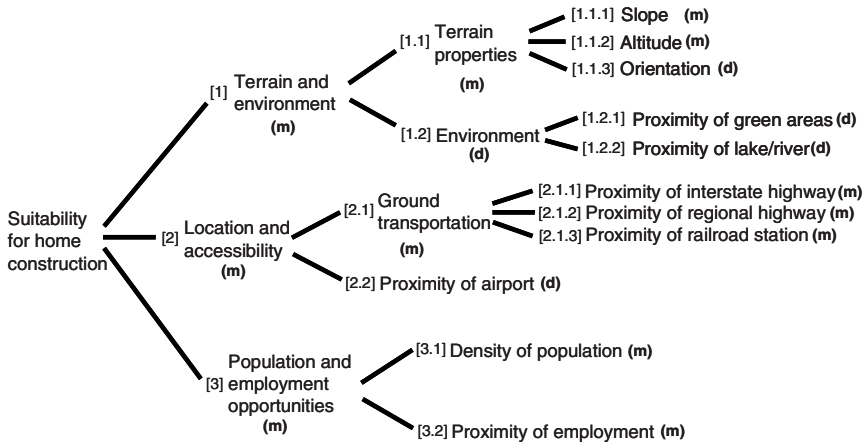 Suitability
for home
construction
[1] Terrain and
environment
(m)
[1.1] Terrain
properties
(m)
[1.1.1] Slope (m)
[1.1.2] Altitude (m)
[1.1.3] Orientation (d)
[1.2] Environment
(d)
[1.2.1] Proximity of green areas (d)
[1.2.2] Proximity of lake/river(d)
[2] Location and
accessibility
(m)
[2.1] Ground
transportation
(m)
[2.1.1] Proximity of interstate highway(m)
[2.1.2] Proximity of regional highway (m)
[2.1.3] Proximity of railroad station (m)
[2.2] Proximity of airport (d)
[3] Population and
employment
opportunities
(m)
[3.1] Density of population (m)
[3.2] Proximity of employment (m)